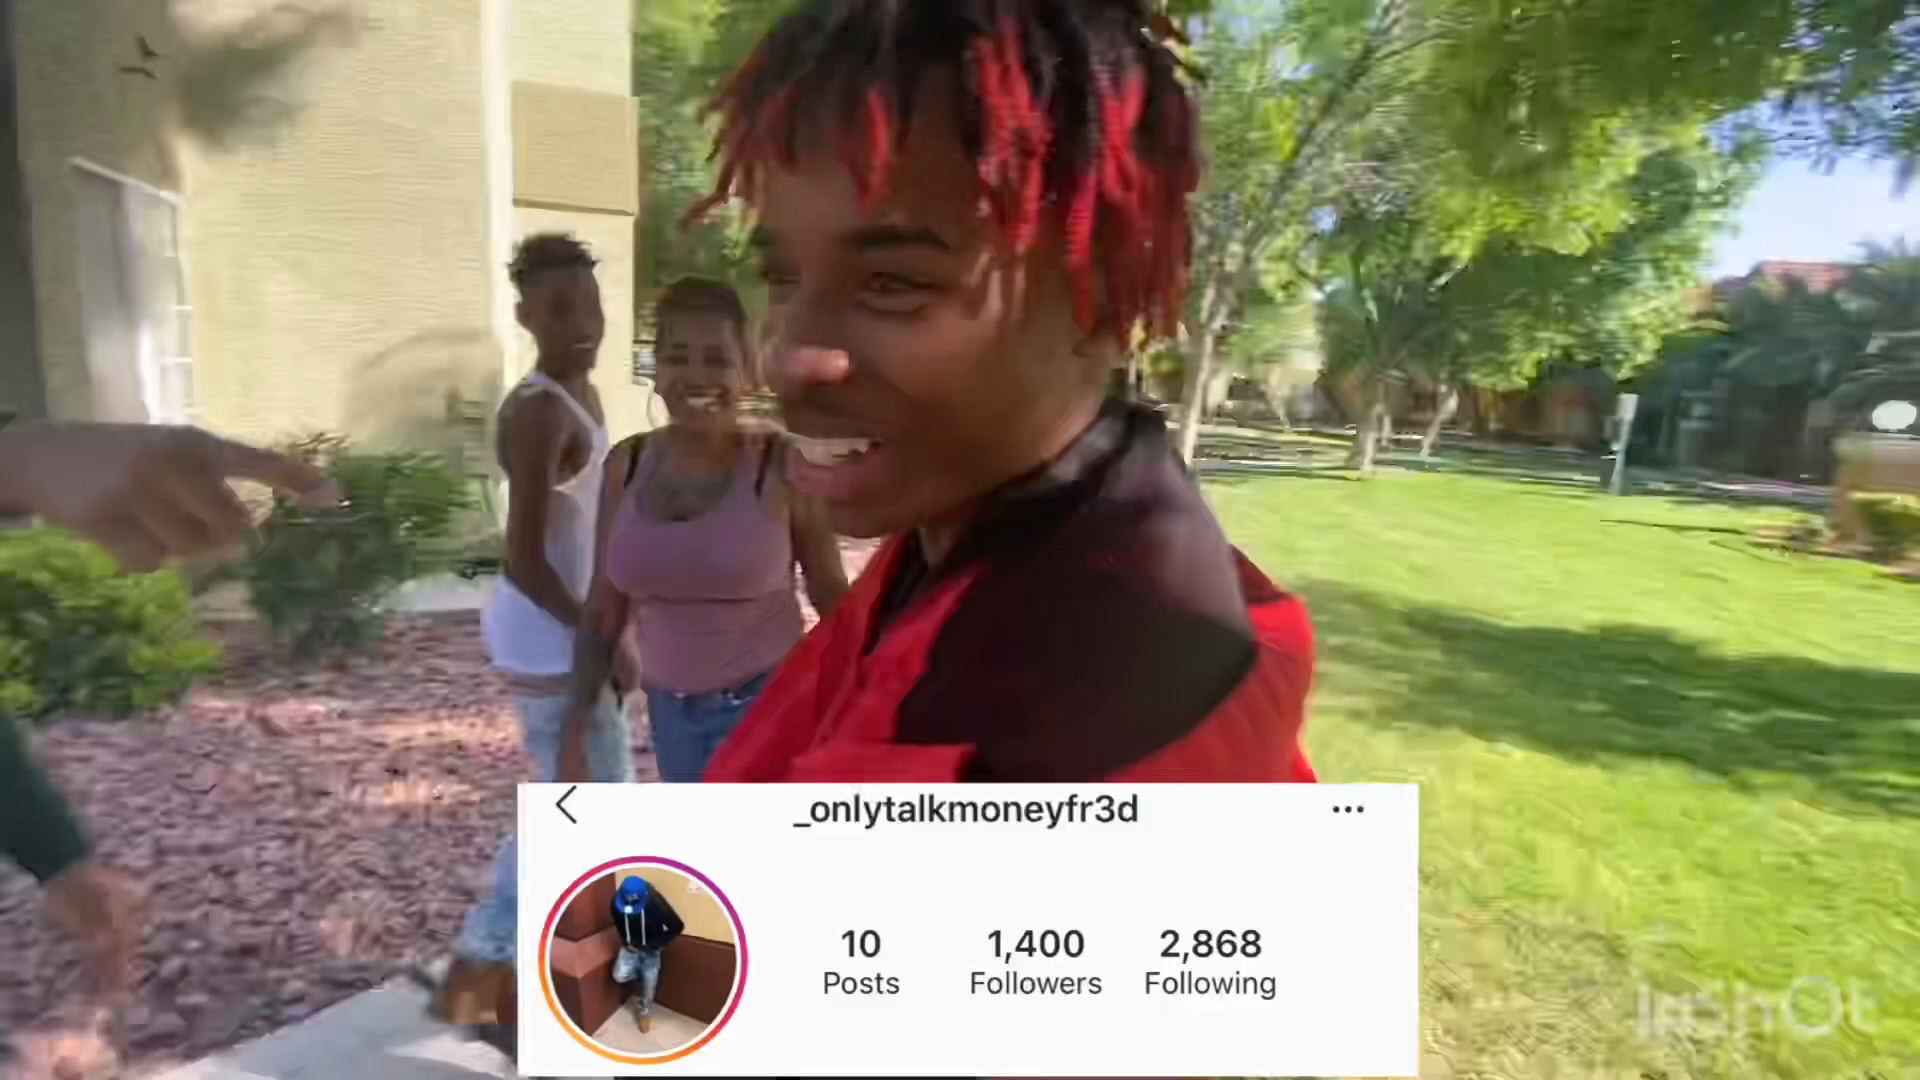 _onlytalkmoneyfr3d
10
1,400
2,868
Posts
Followers
Following
InShOt